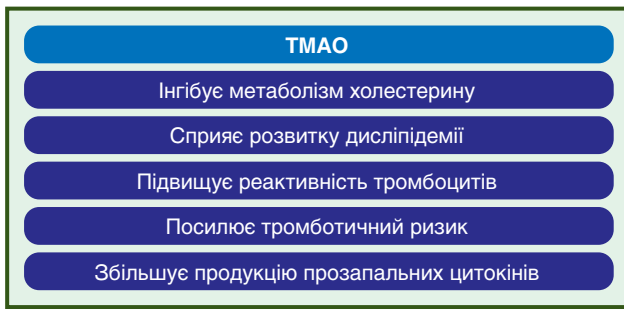 ТМАО
Інгібує метаболізм холестерину
Сприяє розвитку дисліпідемії
Підвищує реактивність тромбоцитів
Посилює тромботичний ризик
Збільшує продукцію прозапальних цитокінів